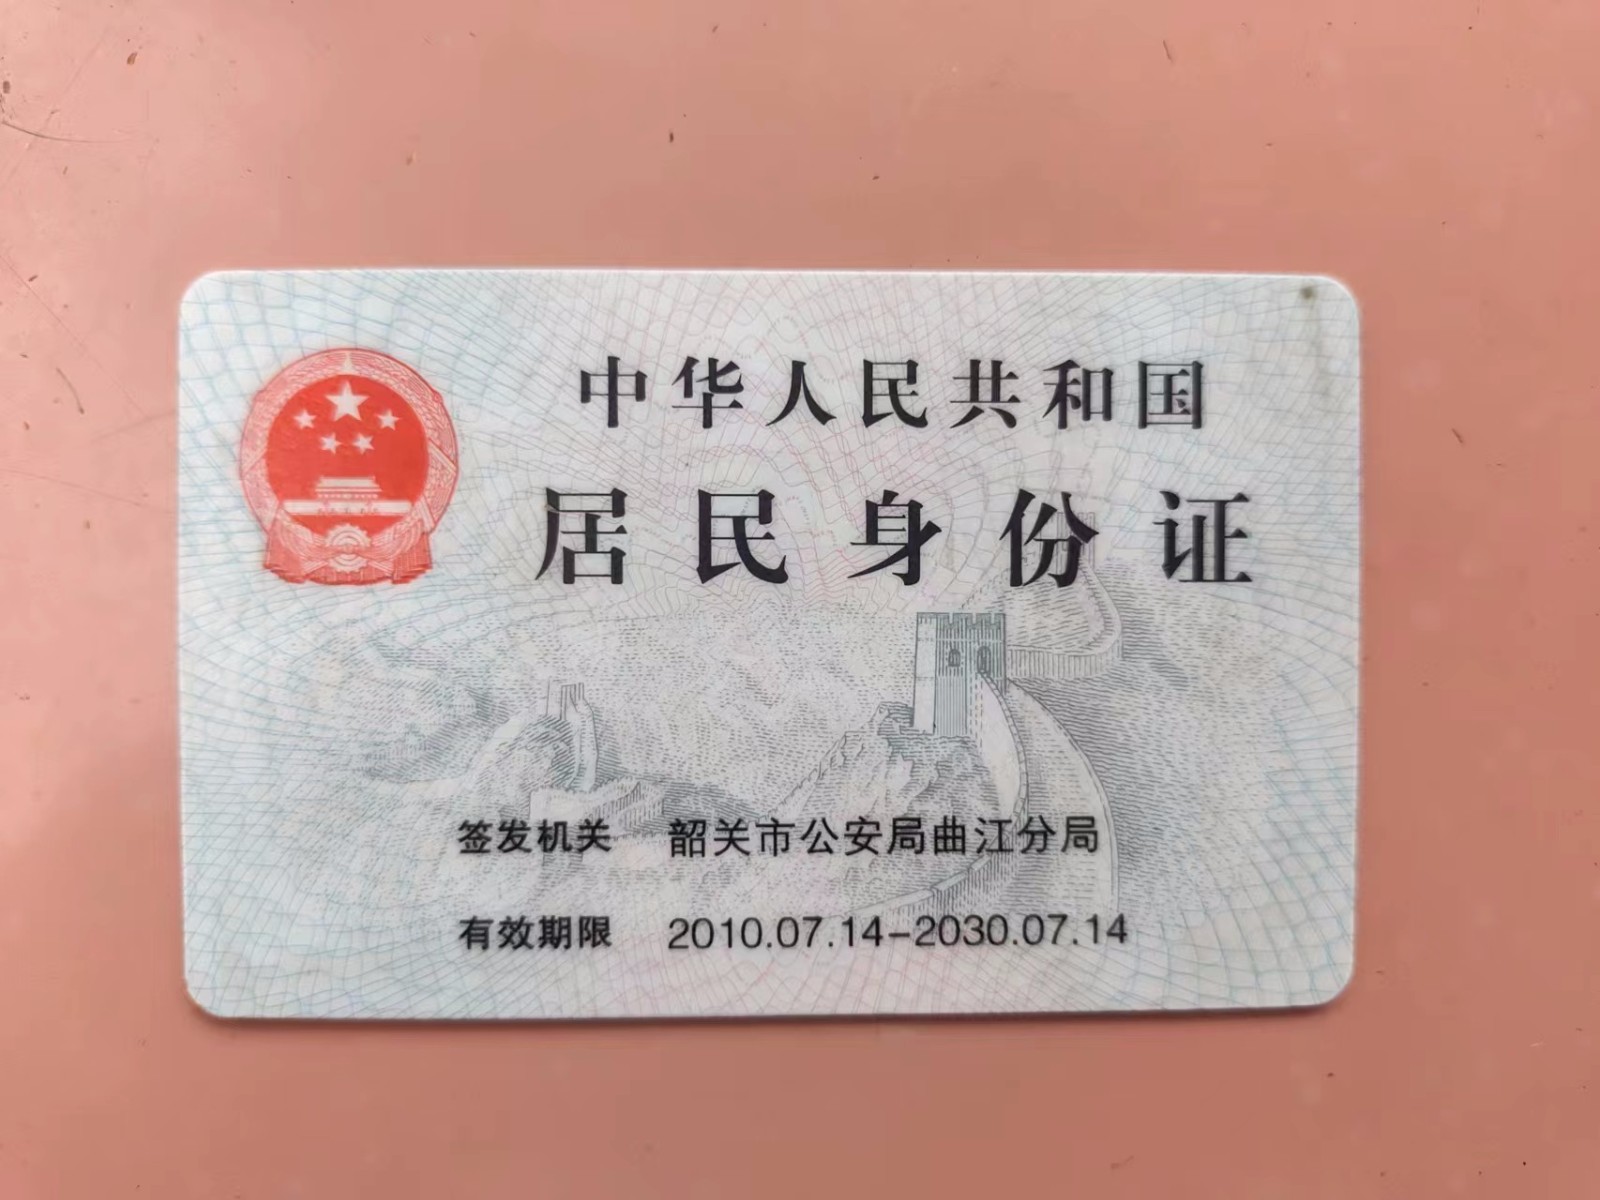 中华人民共和国
居民身份证
签发机关 韶关市公安局曲江分局
有效期限 2010.07.14-2030.07.14